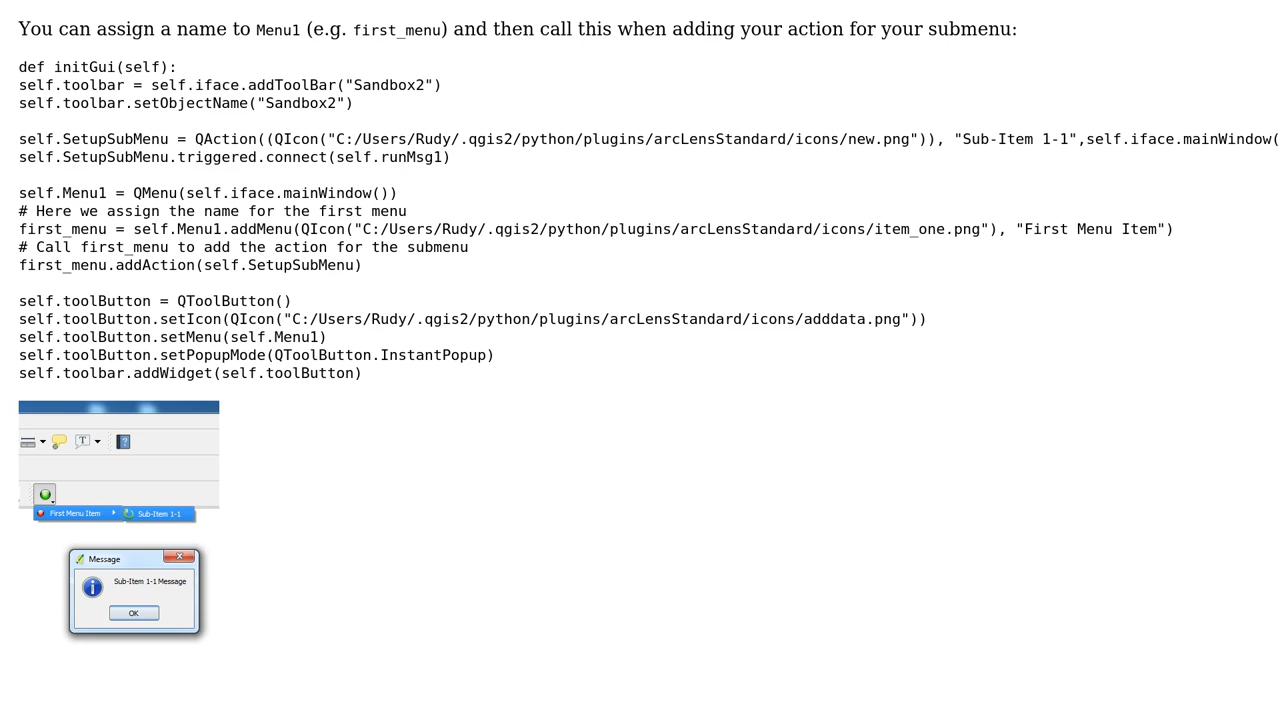 You can assign a name to Menu1 (e.g. first_menu) and then call this when adding your action for your submenu:
def initGui(self):
self.toolbar = self.iface.addToolBar("Sandbox2")
self.toolbar.setObjectName("Sandbox2")
self.SetupSubMenu = QAction((QIcon("C:/Users/Rudy/.qgis2/python/plugins/arcLensStandard/icons/new.png")), "Sub-Item 1-1",self.iface.mainWindow(
self.SetupSubMenu.triggered.connect(self.runMsg1)
self.Menu1 = QMenu(self.iface.mainWindow())
# Here we assign the name for the first menu
first_menu = self.Menu1.addMenu(QIcon("C:/Users/Rudy/.qgis2/python/plugins/arcLensStandard/icons/item_one.png"), "First Menu Item")
# Call first_menu to add the action for the submenu
first_menu.addAction(self.SetupSubMenu)
self.toolButton = QToolButton()
self.toolButton.setIcon(QIcon("C:/Users/Rudy/.qgis2/python/plugins/arcLensStandard/icons/adddata.png"))
self.toolButton.setMenu(self.Menu1)
self.toolButton.setPopupMode(QToolButton.InstantPopup)
self.toolbar.addWidget(self.toolButton)
T ?
First Menu Item Sub-Item 1-1
Message
Sub-Item 1-1 Message
OK